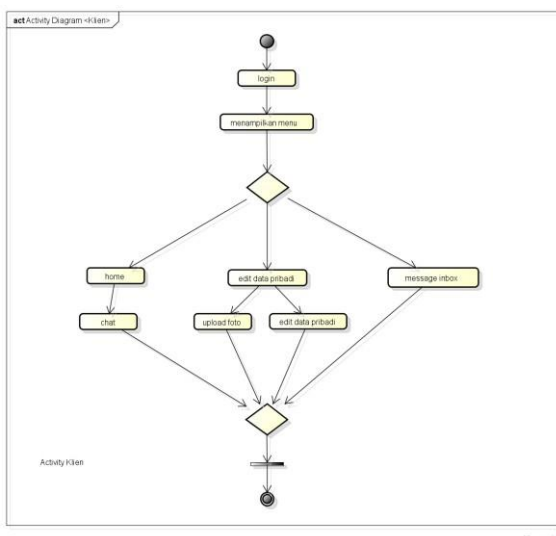 act Activity Diagram <Klien>
login
menampilkan menu
home
edit data pribadi
message inbox
chat
upload foto
edit data pribadi
Activity Klien